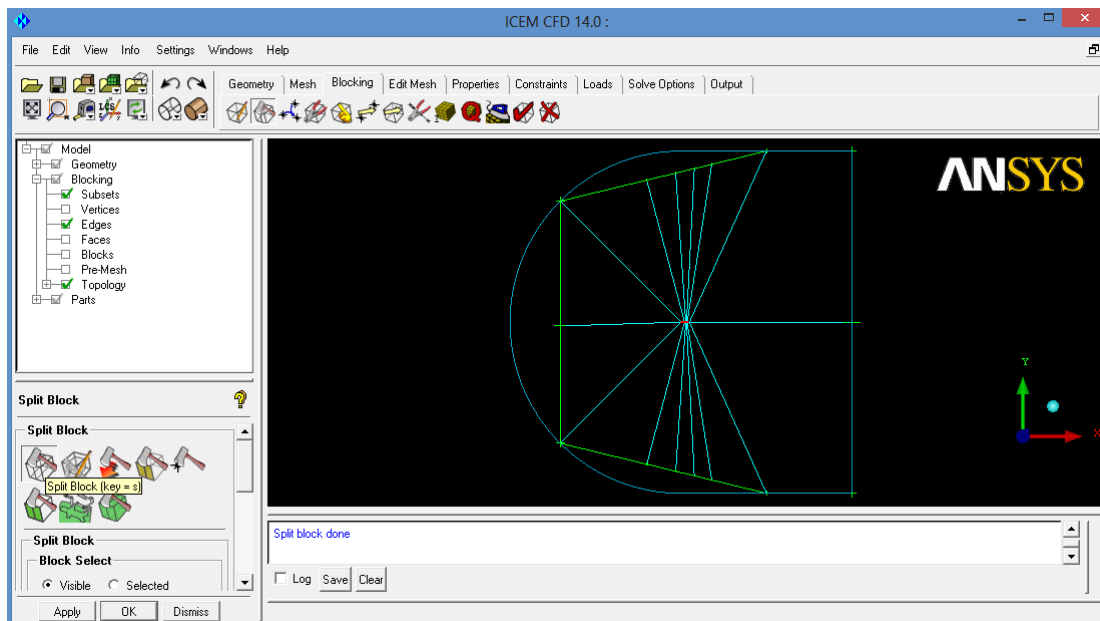 ICEM CFD 14.0 :
File Edit View Info Settings Windows Help
Geometry Mesh Blocking Edit Mesh Properties Constraints Loads Solve Options Output
Model
Geometry
Blocking
Subsets
Vertices
Edges
Faces
Blocks
Pre-Mesh
Topology
Parts
ANSYS
Y
X
Split Block
Split Block
Split Block (key = s)
Split Block
Block Select
Visible Selected
Apply OK Dismiss
Split block done
Log Save Clear